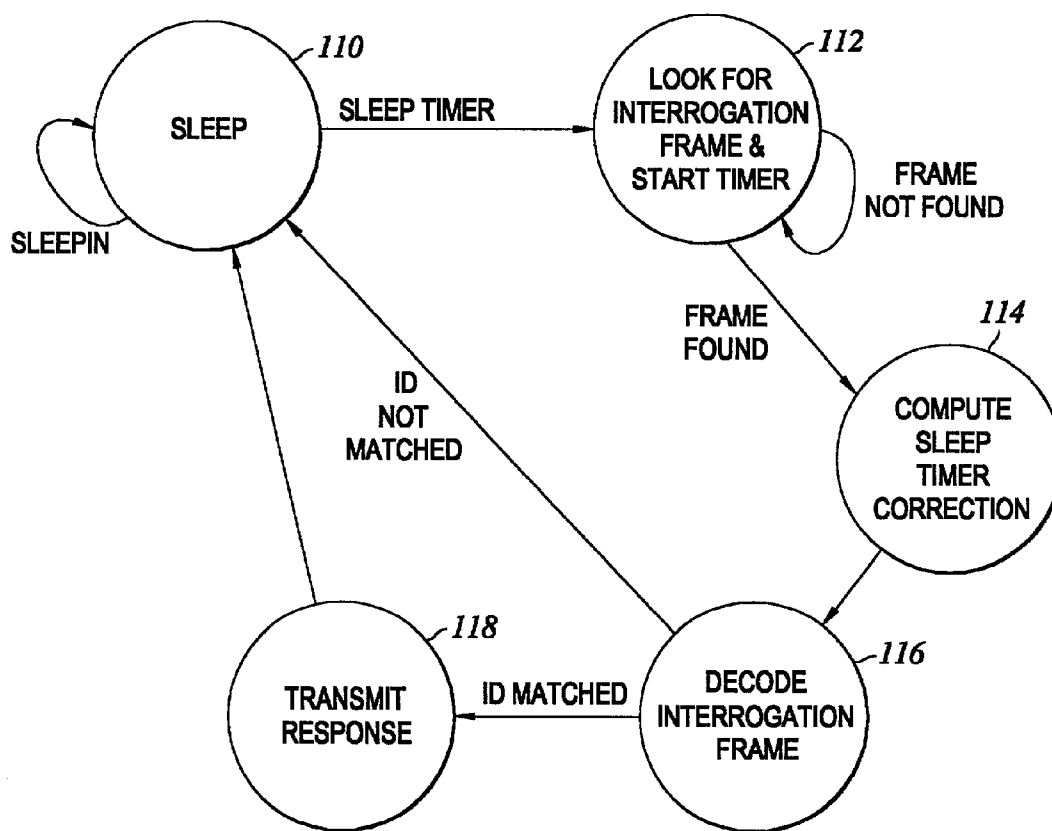 110
SLEEP
SLEEPIN
SLEEP TIMER
112
LOOK FOR
INTERROGATION
FRAME &
START TIMER
FRAME
NOT FOUND
FRAME
FOUND
114
COMPUTE
SLEEP
TIMER
CORRECTION
ID
NOT
MATCHED
116
DECODE
INTERROGATION
FRAME
ID MATCHED
118
TRANSMIT
RESPONSE